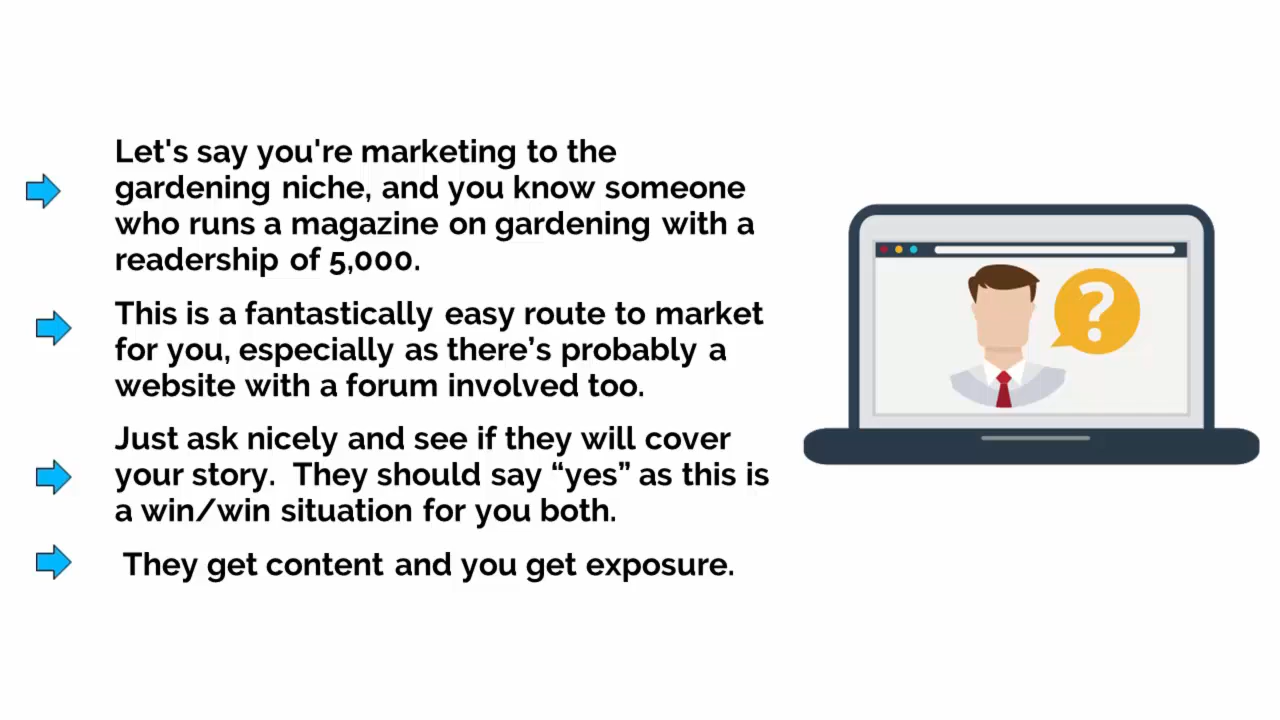 Let's say you're marketing to the
gardening niche, and you know someone
who runs a magazine on gardening with a
readership of 5,000.
This is a fantastically easy route to market
for you, especially as there’s probably a
website with a forum involved too.
Just ask nicely and see if they will cover
your story.  They should say “yes” as this is
a win/win situation for you both.
They get content and you get exposure.
?